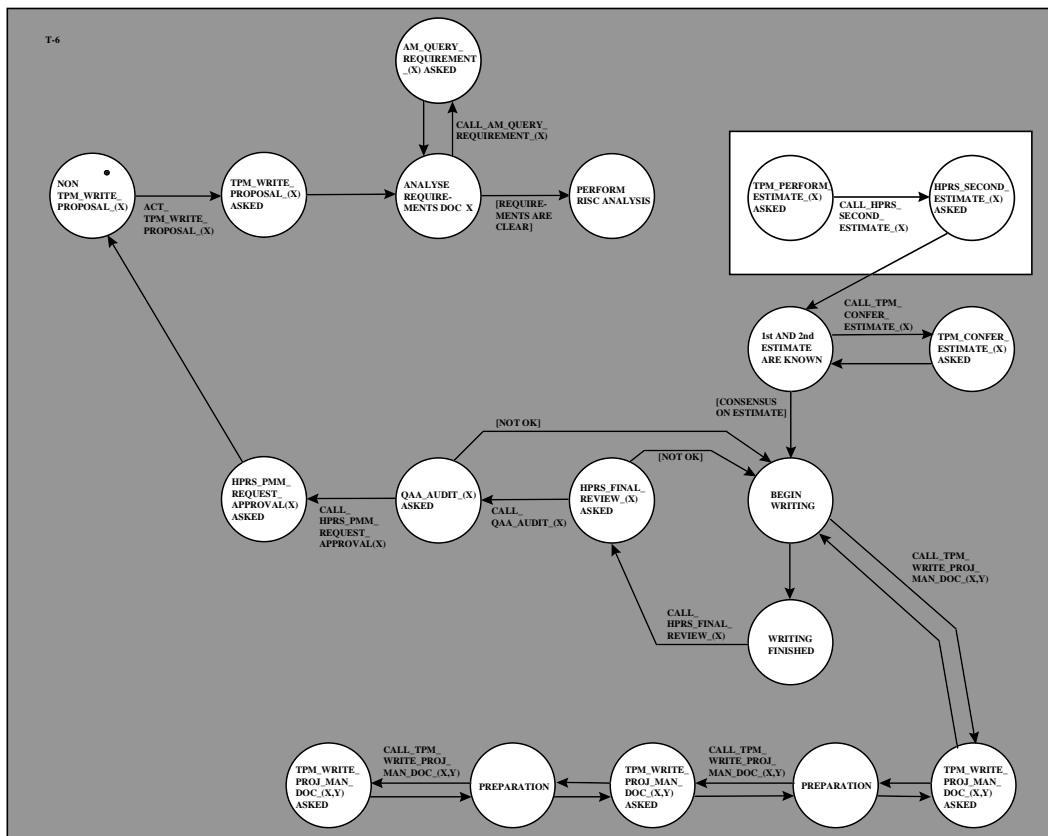 T-6
AM_QUERY_
REQUIREMENT
_(X) ASKED
CALL_AM_QUERY_
REQUIREMENT_(X)
NON
TPM_WRITE_
PROPOSAL_(X)
ACT_
TPM_WRITE_
PROPOSAL_(X)
TPM_WRITE_
PROPOSAL_(X)
ASKED
ANALYSE
REQUIRE-
MENTS DOC X
[REQUIRE-
MENTS ARE
CLEAR]
PERFORM
RISC ANALYSIS
TPM_PERFORM_
ESTIMATE_(X)
ASKED
CALL_HPRS_
SECOND_
ESTIMATE_(X)
HPRS_SECOND_
ESTIMATE_(X)
ASKED
1st AND 2nd
ESTIMATE
ARE KNOWN
CALL_TPM_
CONFER_
ESTIMATE_(X)
TPM_CONFER_
ESTIMATE_(X)
ASKED
[CONSENSUS
ON ESTIMATE]
[NOT OK]
[NOT OK]
HPRS_PMM_
REQUEST_
APPROVAL(X)
ASKED
CALL_
HPRS_PMM_
REQUEST_
APPROVAL(X)
QAA_AUDIT_(X)
ASKED
CALL_
QAA_AUDIT_(X)
HPRS_FINAL_
REVIEW_(X)
ASKED
BEGIN
WRITING
CALL_TPM_
WRITE_PROJ_
MAN_DOC_(X,Y)
CALL_
HPRS_FINAL_
REVIEW_(X)
WRITING
FINISHED
TPM_WRITE_
PROJ_MAN_
DOC_(X,Y)
ASKED
CALL_TPM_
WRITE_PROJ_
MAN_DOC_(X,Y)
PREPARATION
TPM_WRITE_
PROJ_MAN_
DOC_(X,Y)
ASKED
CALL_TPM_
WRITE_PROJ_
MAN_DOC_(X,Y)
PREPARATION
TPM_WRITE_
PROJ_MAN_
DOC_(X,Y)
ASKED